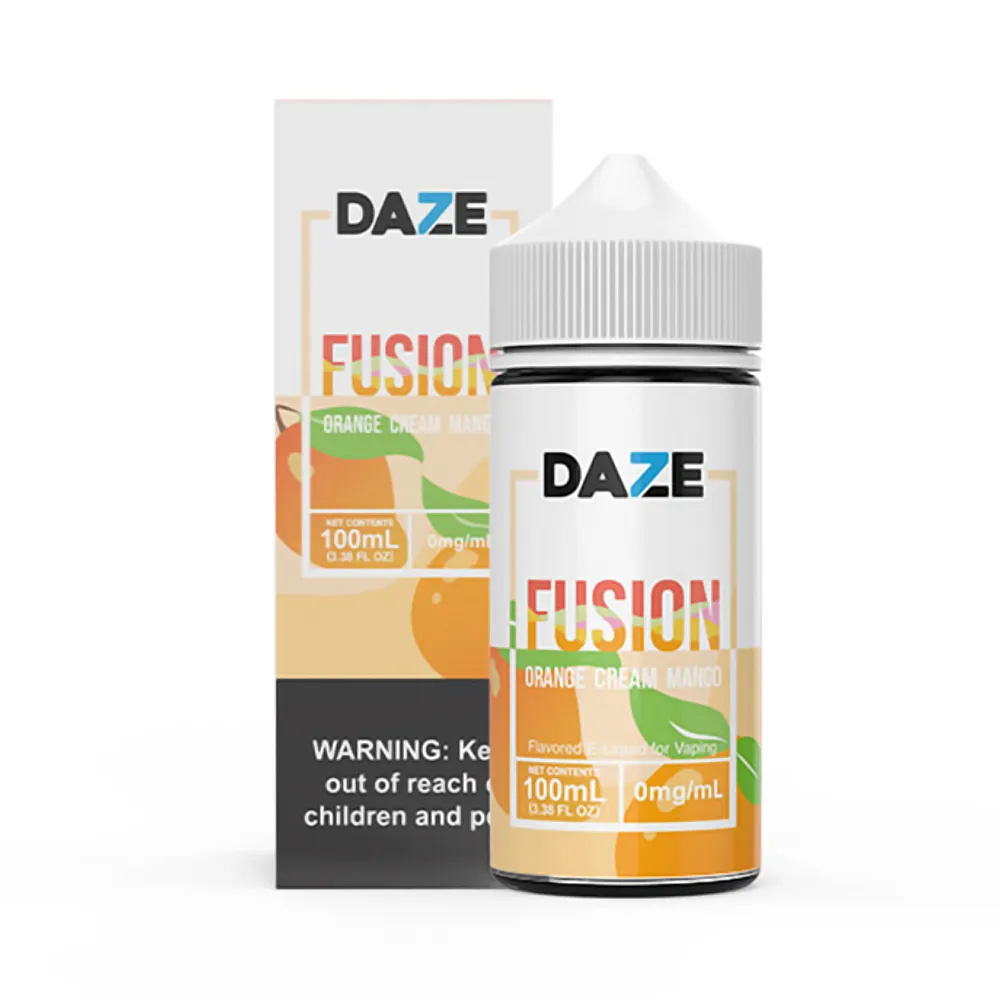 DAZE
FUSION
ORANGE CREAM MANG
NET CONTENTS
100mL
(3.38 FL OZ)
0mg/mL
WARNING: Ke
out of reach
children and pe
DAZE
FUSION
ORANGE CREAM MANGO
Flavored E-Liquid for Vaping
NET CONTENTS
100mL
(3.38 FL OZ)
0mg/mL